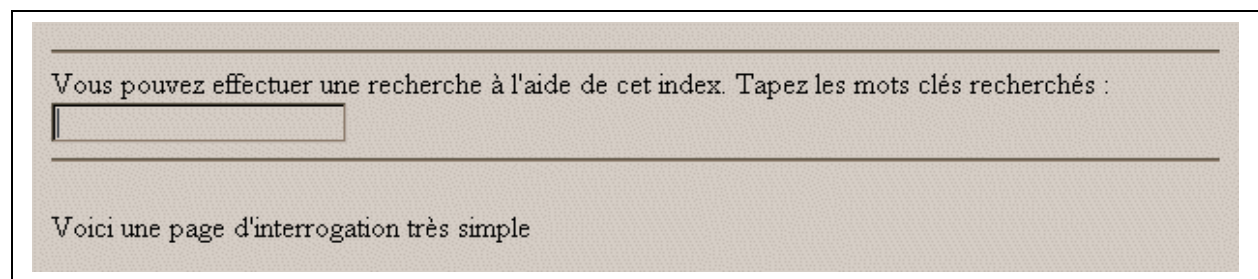 Vous pouvez effectuer une recherche à l'aide de cet index. Tapez les mots clés recherchés :
Voici une page d'interrogation très simple